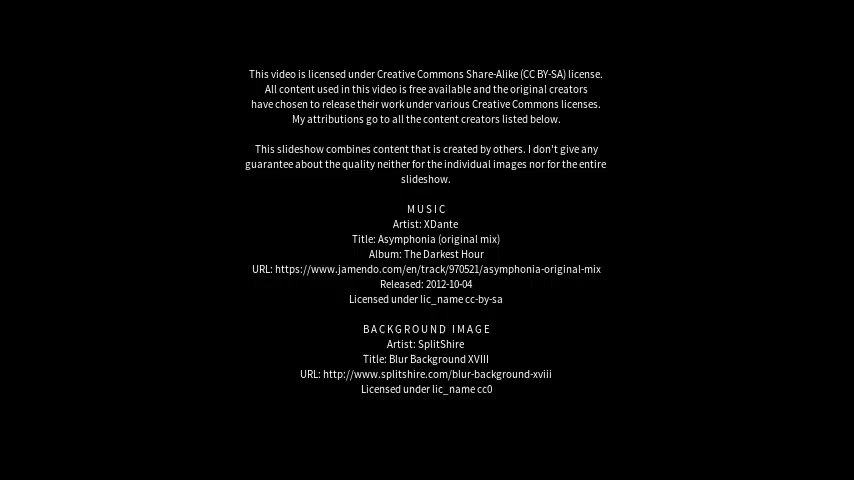 This video is licensed under Creative Commons Share-Alike (CC BY-SA) license.
All content used in this video is free available and the original creators
have chosen to release their work under various Creative Commons licenses.
My attributions go to all the content creators listed below.
This slideshow combines content that is created by others. I don't give any
guarantee about the quality neither for the individual images nor for the entire
slideshow.
MUSIC
Artist: XDante
Title: Asymphonia (original mix)
Album: The Darkest Hour
URL: https://www.jamendo.com/en/track/970521/asymphonia-original-mix
Released: 2012-10-04
Licensed under lic_name cc-by-sa
BACKGROUND IMAGE
Artist: SplitShire
Title: Blur Background XVIII
URL: http://www.splitshire.com/blur-background-xviii
Licensed under lic_name cc0